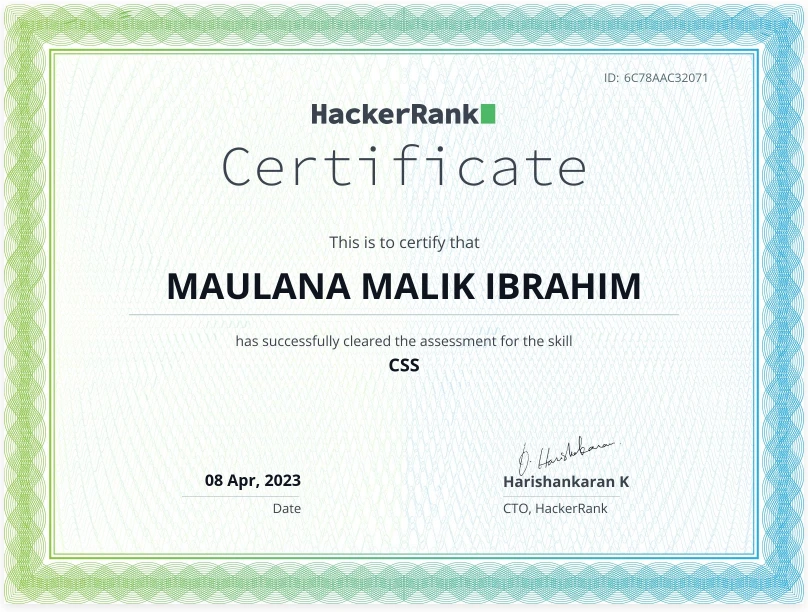 ID: 6C78AAC32071
HackerRank
Certificate
This is to certify that
MAULANA MALIK IBRAHIM
has successfully cleared the assessment for the skill
CSS
D. Harishankaran
08 Apr, 2023
Harishankaran K
Date
CTO, HackerRank